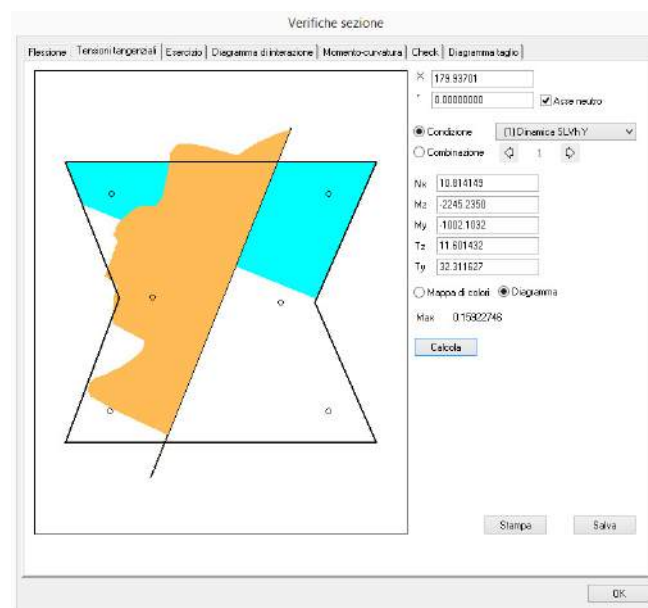 Verifiche sezione
Flessione Tensioni tangenziali Esercizio Diagramma di interazione Momento-curvatura Check Diagramma taglio
X 179.93701
Y 0.00000000 Asse neutro
Condizione (1) Dinamica SLVh Y
Combinazione 1
Nx 10.814149
Mz -2245.2350
My -1002.1032
Tz 11.601432
Ty 32.311627
Mappa di colori Diagramma
Max 0.15922746
Calcola
Stampa Salva
OK